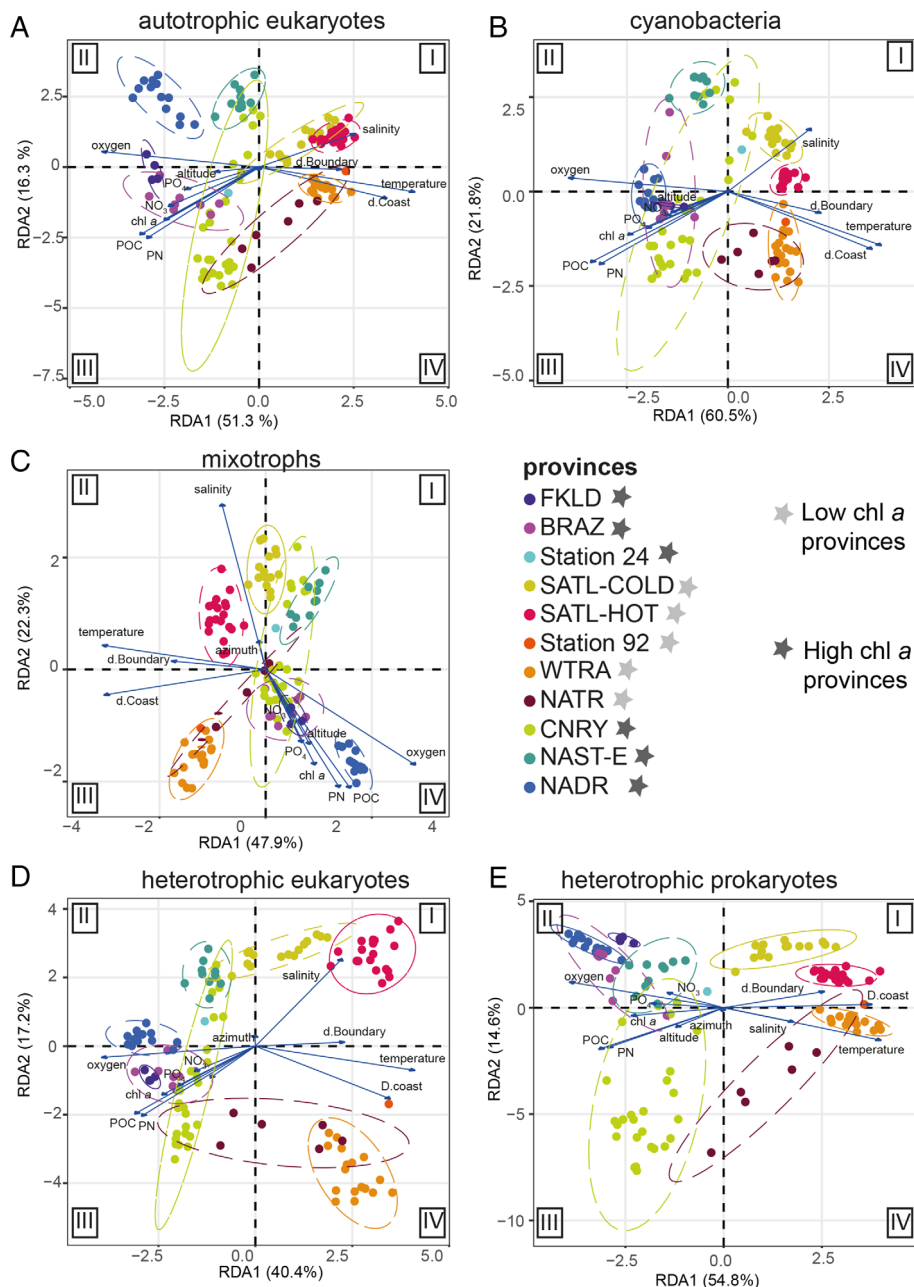 A
autotrophic eukaryotes
II
I
III
IV
2.5
0
−2.5
−5
−7.5
RDA2 (16.3 %)
oxygen
salinity
d.Boundary
altitude
PO4
temperature
d.Coast
NO3
chl a
POC
PN
−5.0
−2.5
0.0
2.5
5.0
RDA1 (51.3 %)
B
cyanobacteria
II
I
III
IV
2.5
0.0
−2.5
−5.0
RDA2 (21.8%)
salinity
oxygen
altitude
d.Boundary
PO4
chl a
d.Coast
POC
PN
−2.5
0.0
2.5
RDA1 (60.5%)
C
mixotrophs
II
I
III
IV
2
0
−2
RDA2 (22.3%)
salinity
temperature
azimuth
d.Boundary
d.Coast
NO3
altitude
PO4
oxygen
chl a
PN
POC
−4
−2
0
2
4
RDA1 (47.9%)
provinces
FKLD
BRAZ
Station 24
SATL-COLD
SATL-HOT
Station 92
WTRA
NATR
CNRY
NAST-E
NADR
Low chl a
provinces
High chl a
provinces
D
heterotrophic eukaryotes
II
I
III
IV
4
2
0
−2
−4
RDA2 (17.2%)
salinity
azimuth
d.Boundary
oxygen
NO3
temperature
chl a
D.coast
POC
PN
−2.5
0.0
2.5
5.0
RDA1 (40.4%)
E
heterotrophic prokaryotes
II
I
III
IV
5
0
−5
−10
RDA2 (14.6%)
oxygen
NO3
d.Boundary
D.coast
chl a
azimuth
salinity
altitude
POC
PN
temperature
−2.5
0.0
2.5
RDA1 (54.8%)